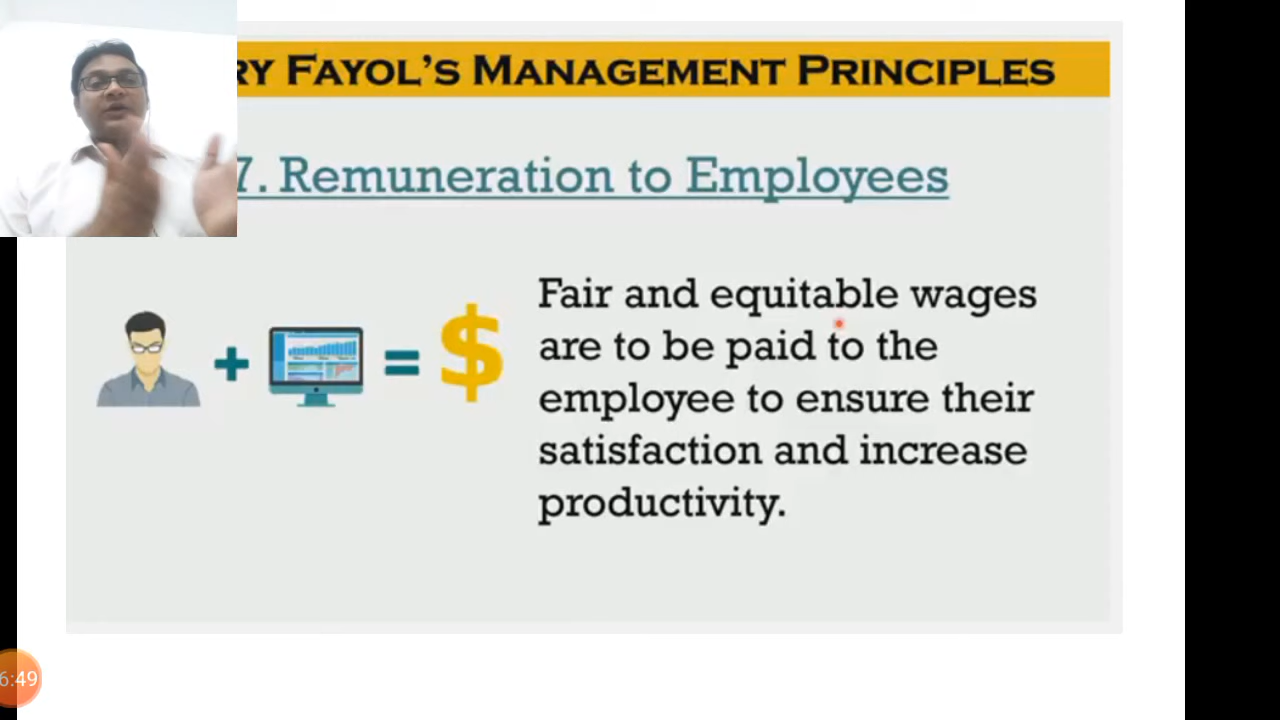 RY FAYOL'S MANAGEMENT PRINCIPLES
7. Remuneration to Employees
Fair and equitable wages
are to be paid to the
employee to ensure their
satisfaction and increase
productivity.
+ = $
6:49